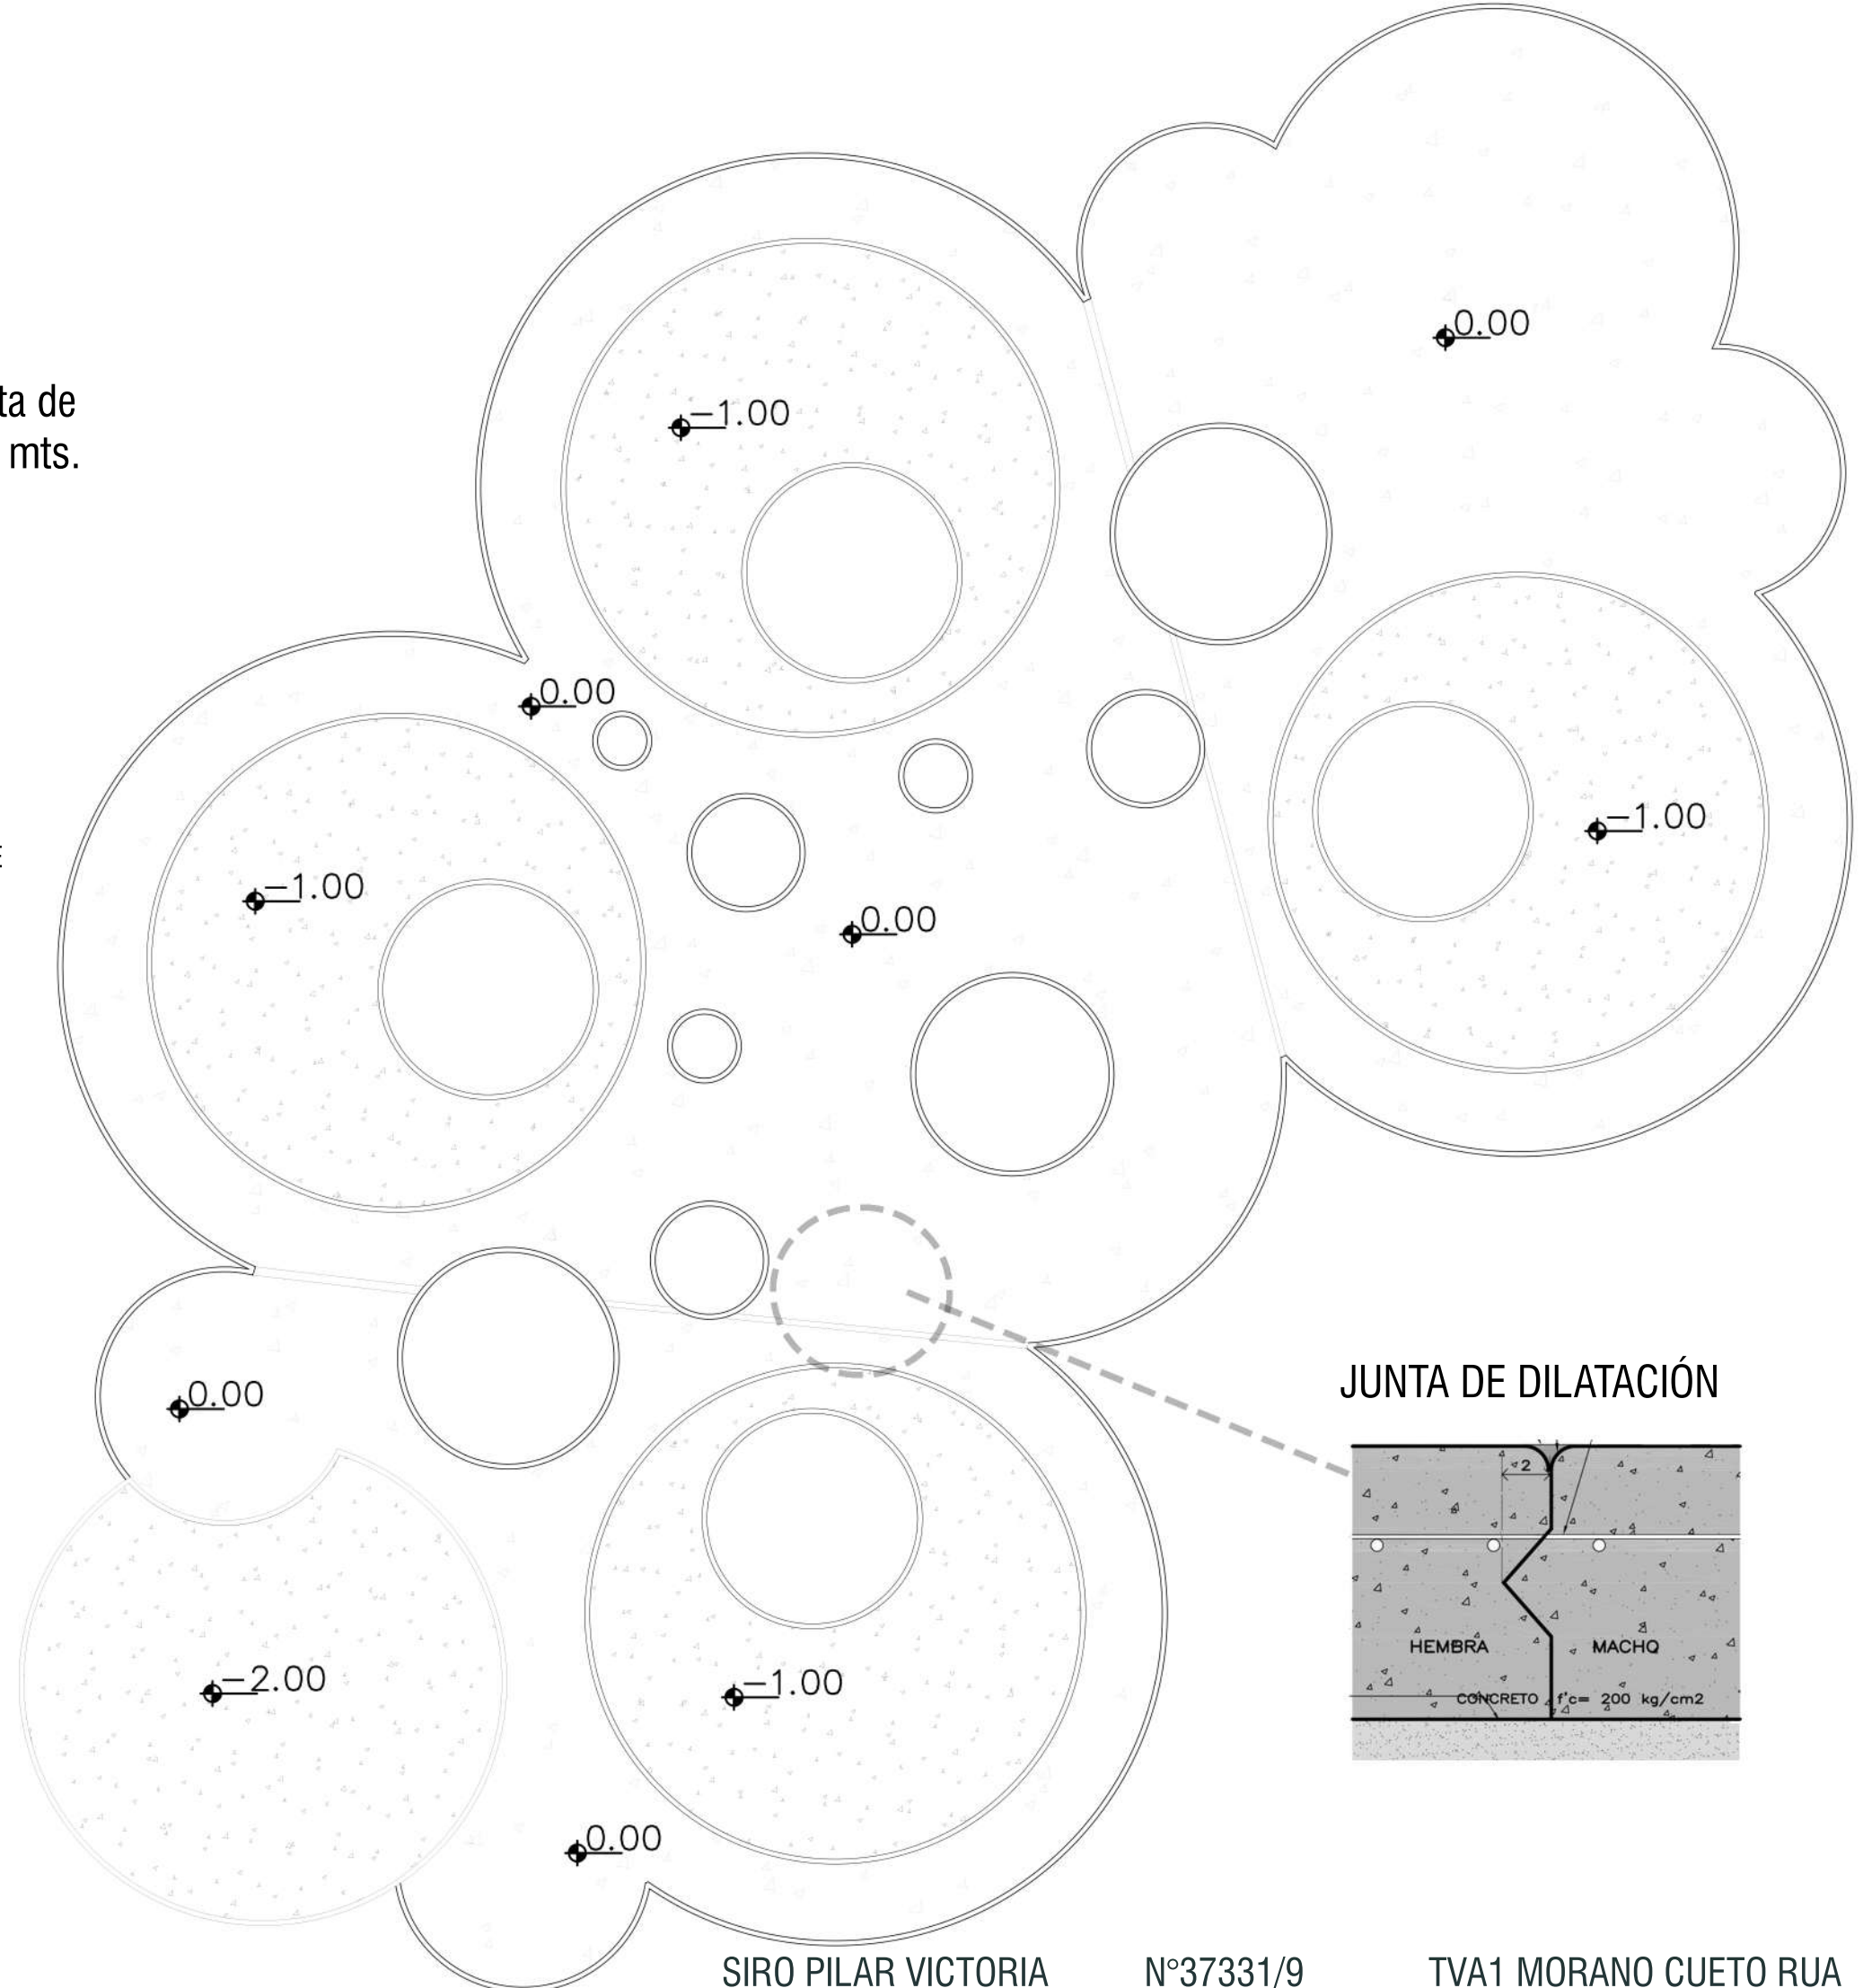 0.00
ta de
mts.
-1.00
0.00
-1.00
-1.00
0.00
0.00
JUNTA DE DILATACIÓN
2
HEMBRA MACHO
CONCRETO f'c= 200 kg/cm2
-2.00
-1.00
0.00
SIRO PILAR VICTORIA N°37331/9 TVA1 MORANO CUETO RUA